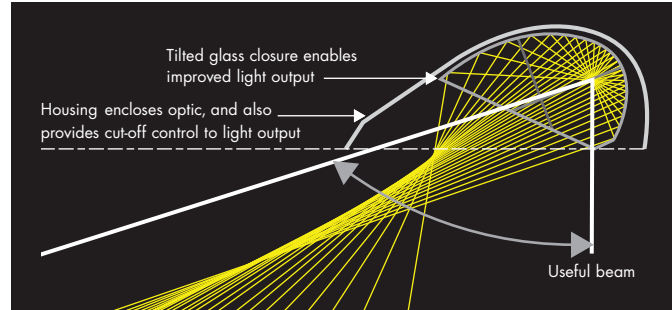 Tilted glass closure enables
improved light output
Housing encloses optic, and also
provides cut-off control to light output
Useful beam